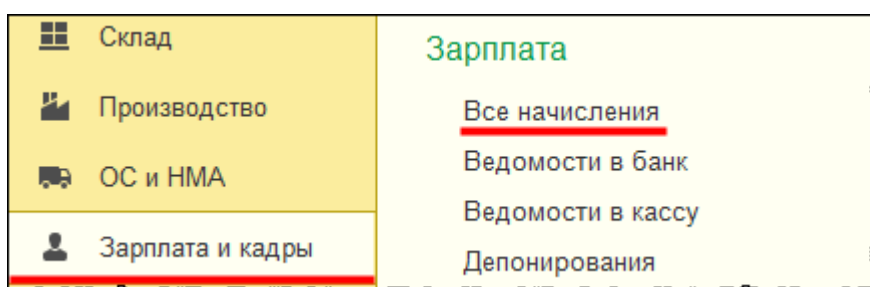 Склад
Производство
ОС и НМА
Зарплата и кадры
Зарплата
Все начисления
Ведомости в банк
Ведомости в кассу
Депонирования